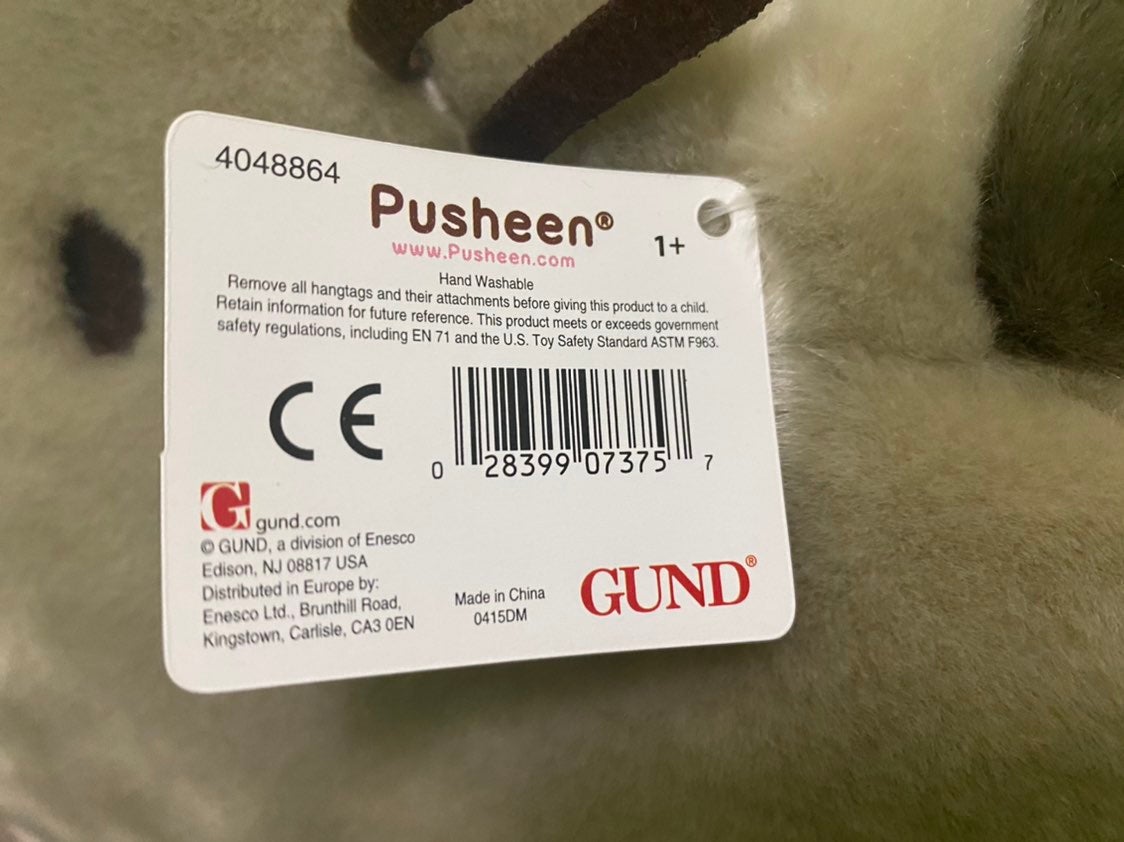 4048864
Pusheen®
www.Pusheen.com
1+
Hand Washable
Remove all hangtags and their attachments before giving this product to a child.
Retain information for future reference. This product meets or exceeds government
safety regulations, including EN 71 and the U.S. Toy Safety Standard ASTM F963.
CE
0 28399 07375 7
G gund.com
© GUND, a division of Enesco
Edison, NJ 08817 USA
Distributed in Europe by:
Enesco Ltd., Brunthill Road,
Kingstown, Carlisle, CA3 0EN
Made in China
0415DM
GUND®